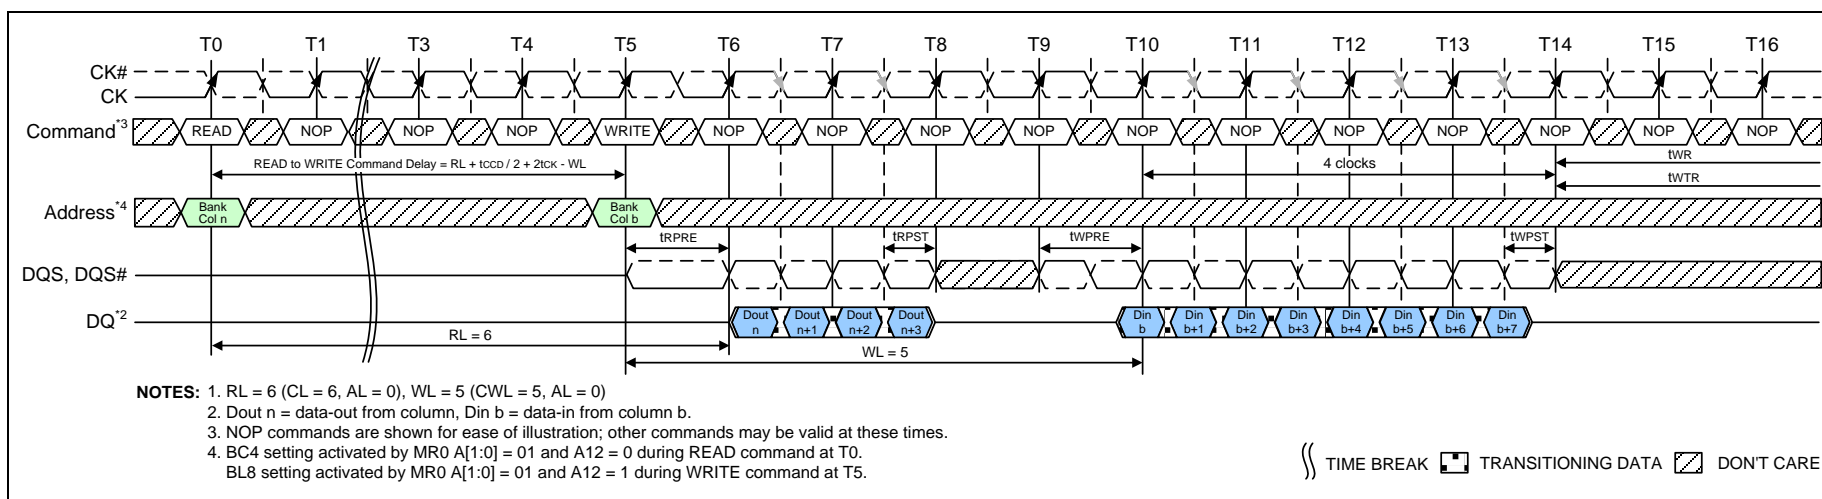 T0 T1 T3 T4 T5 T6 T7 T8 T9 T10 T11 T12 T13 T14 T15 T16
CK#
CK
Command*3 READ NOP NOP NOP WRITE NOP NOP NOP NOP NOP NOP NOP NOP NOP NOP NOP
READ to WRITE Command Delay = RL + tCCD / 2 + 2tCK - WL 4 clocks tWR
tWTR
Address*4 Bank Col n Bank Col b
tRPRE tRPST tWPRE tWPST
DQS, DQS#
DQ*2 Dout n Dout n+1 Dout n+2 Dout n+3 Din b Din b+1 Din b+2 Din b+3 Din b+4 Din b+5 Din b+6 Din b+7
RL = 6
WL = 5
NOTES: 1. RL = 6 (CL = 6, AL = 0), WL = 5 (CWL = 5, AL = 0)
2. Dout n = data-out from column, Din b = data-in from column b.
3. NOP commands are shown for ease of illustration; other commands may be valid at these times.
4. BC4 setting activated by MR0 A[1:0] = 01 and A12 = 0 during READ command at T0.
BL8 setting activated by MR0 A[1:0] = 01 and A12 = 1 during WRITE command at T5.
TIME BREAK TRANSITIONING DATA DON'T CARE